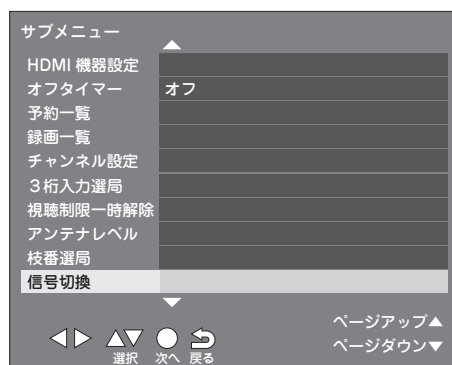 サブメニュー
HDMI 機器設定
オフタイマー オフ
予約一覧
録画一覧
チャンネル設定
３桁入力選局
視聴制限一時解除
アンテナレベル
枝番選局
信号切換
ページアップ▲
選択 次へ 戻る ページダウン▼